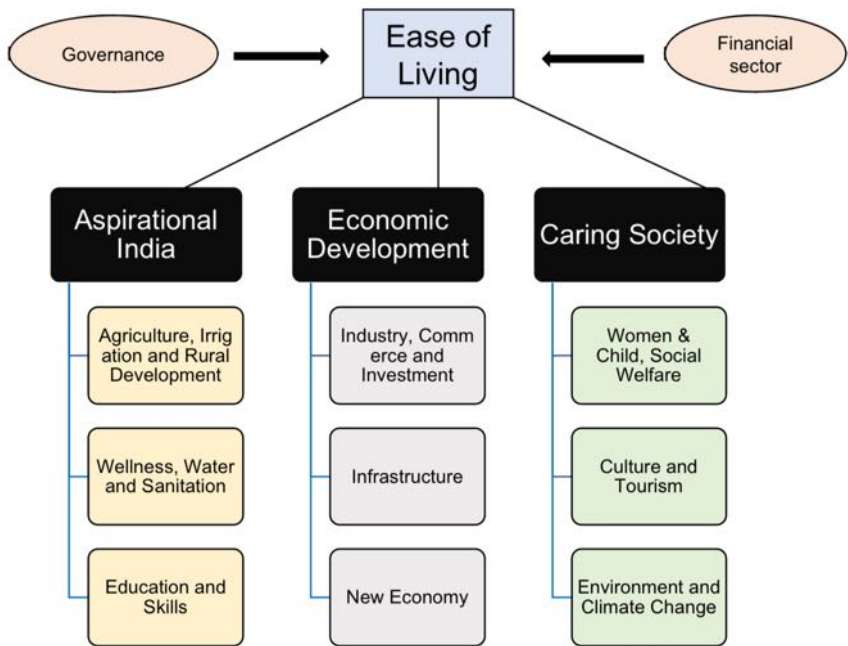 Governance
Ease of
Living
Financial
sector
Aspirational
India
Economic
Development
Caring Society
Agriculture, Irrig
ation and Rural
Development
Industry, Comm
erce and
Investment
Women &
Child, Social
Welfare
Wellness, Water
and Sanitation
Infrastructure
Culture and
Tourism
Education and
Skills
New Economy
Environment and
Climate Change